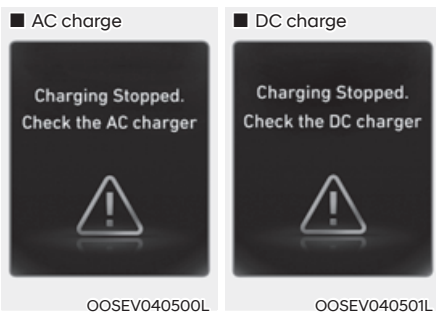 ■ AC charge
Charging Stopped.
Check the AC charger
OOSEV040500L
■ DC charge
Charging Stopped.
Check the DC charger
OOSEV040501L